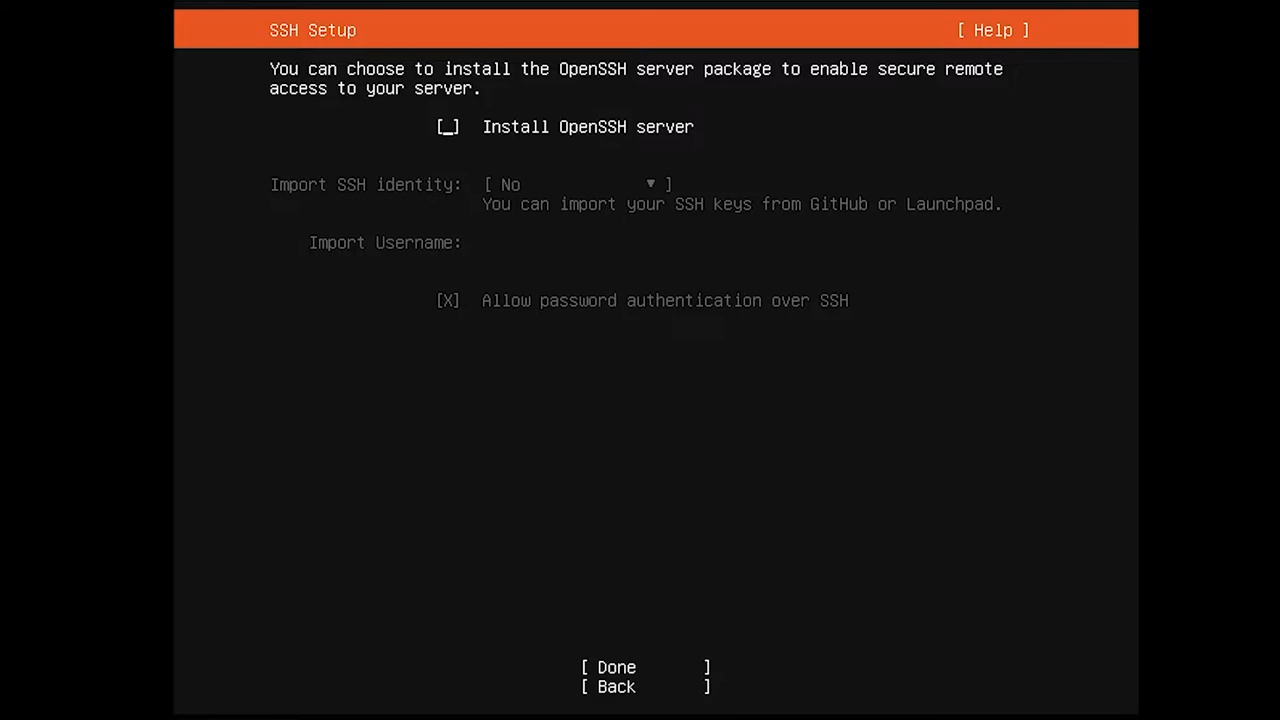 SSH Setup [ Help ]
You can choose to install the OpenSSH server package to enable secure remote
access to your server.
[_] Install OpenSSH server
Import SSH identity: [ No ▼ ]
You can import your SSH keys from GitHub or Launchpad.
Import Username:
[X] Allow password authentication over SSH
[ Done ]
[ Back ]